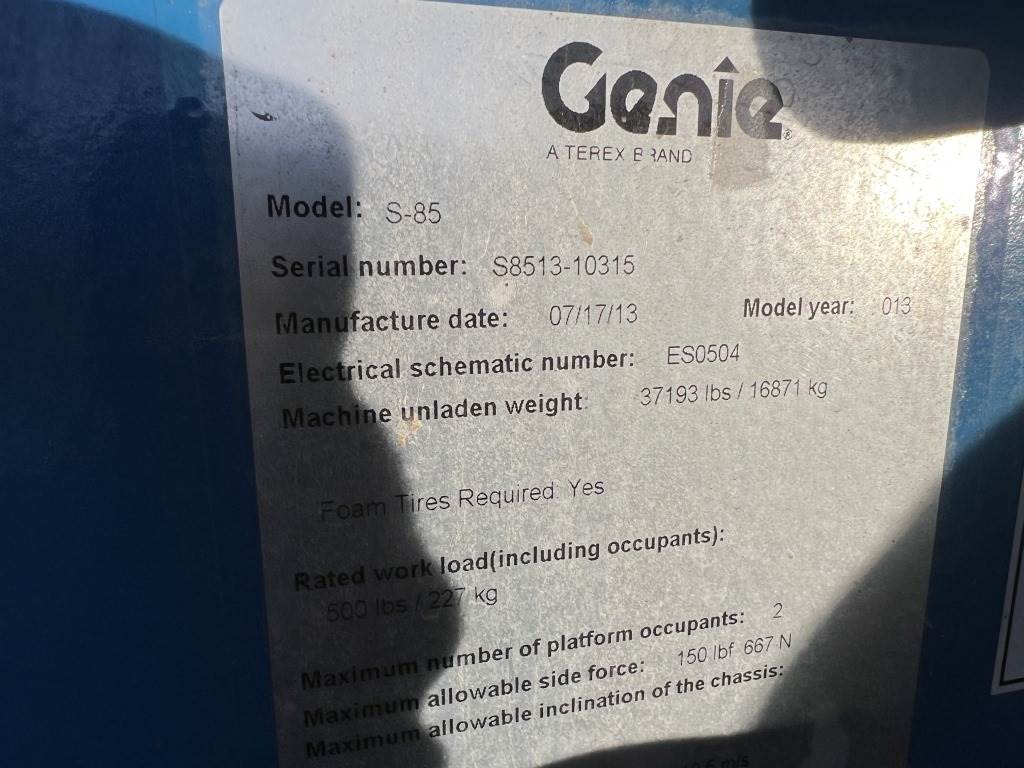 Genie®
A TEREX BRAND
Model: S-85
Serial number: S8513-10315
Manufacture date: 07/17/13 Model year: 013
Electrical schematic number: ES0504
Machine unladen weight: 37193 lbs / 16871 kg
Foam Tires Required: Yes
Rated work load(including occupants):
500 lbs / 227 kg
Maximum number of platform occupants: 2
Maximum allowable side force: 150 lbf 667 N
Maximum allowable inclination of the chassis:
m/s